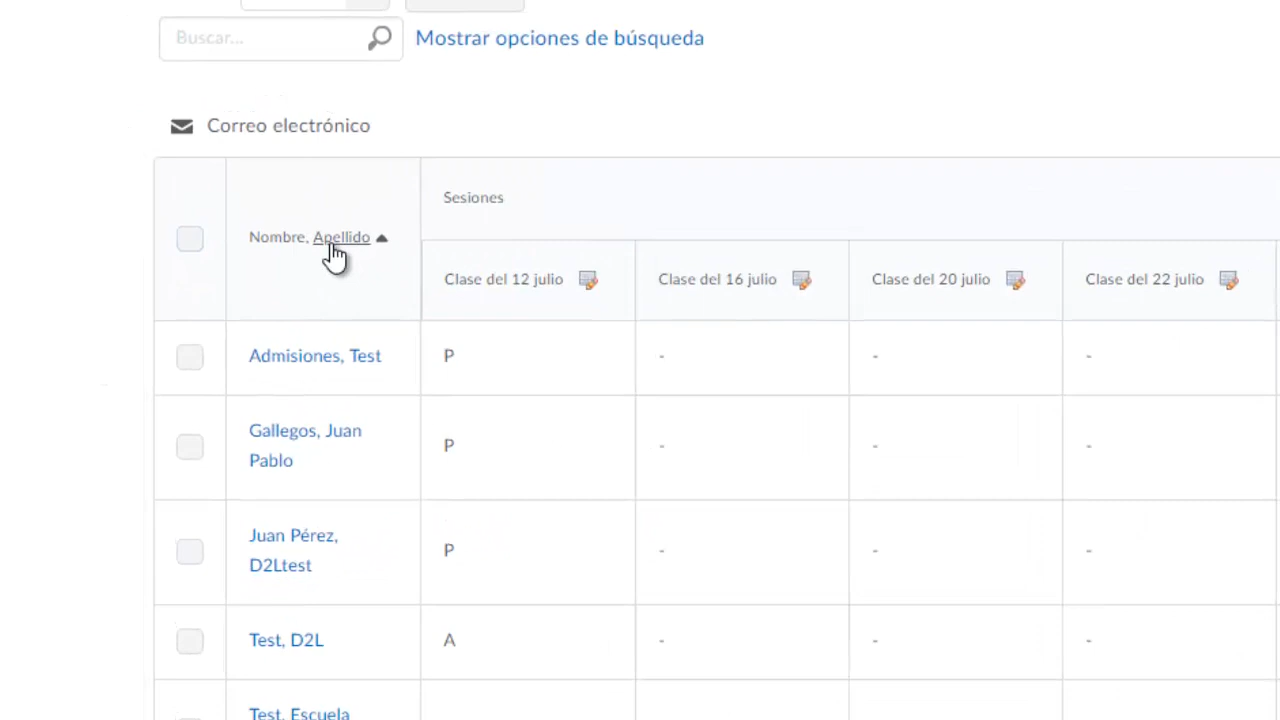 Buscar... Mostrar opciones de búsqueda
Correo electrónico
Nombre, Apellido Sesiones
Clase del 12 julio Clase del 16 julio Clase del 20 julio Clase del 22 julio
Admisiones, Test P - - -
Gallegos, Juan
Pablo P - - -
Juan Pérez,
D2Ltest P - - -
Test, D2L A - - -
Test, Escuela